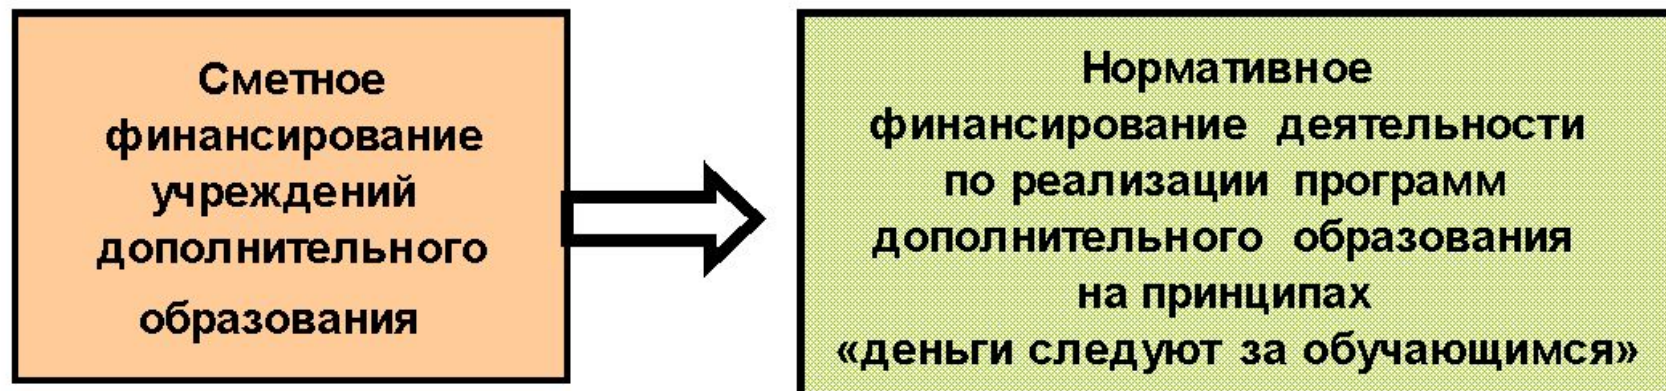 Сметное
финансирование
учреждений
дополнительного
образования
Нормативное
финансирование деятельности
по реализации программ
дополнительного образования
на принципах
«деньги следуют за обучающимся»